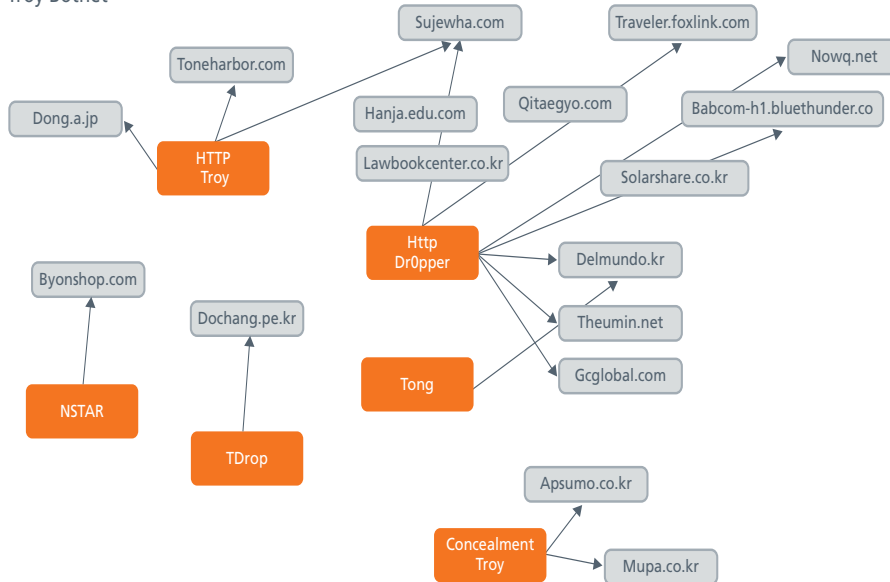 Troy Dotnet
Sujewha.com
Traveler.foxlink.com
Toneharbor.com
Nowq.net
Dong.a.jp
Hanja.edu.com
Qitaegyo.com
Babcom-h1.bluethunder.co
HTTP
Troy
Lawbookcenter.co.kr
Solarshare.co.kr
Http
Dr0pper
Delmundo.kr
Byonshop.com
Dochang.pe.kr
Theumin.net
Tong
Gcglobal.com
NSTAR
TDrop
Apsumo.co.kr
Concealment
Troy
Mupa.co.kr